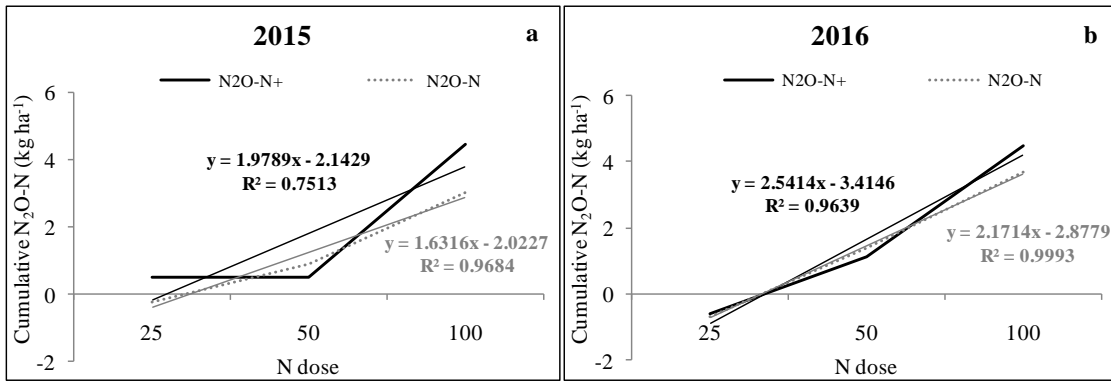 2015
a
N2O-N+
N2O-N
Cumulative N₂O-N (kg ha⁻¹)
6
4
2
0
-2
y = 1.9789x - 2.1429
R² = 0.7513
y = 1.6316x - 2.0227
R² = 0.9684
25
50
100
N dose
2016
b
N2O-N+
N2O-N
Cumulative N₂O-N (kg ha⁻¹)
6
4
2
0
-2
y = 2.5414x - 3.4146
R² = 0.9639
y = 2.1714x - 2.8779
R² = 0.9993
25
50
100
N dose